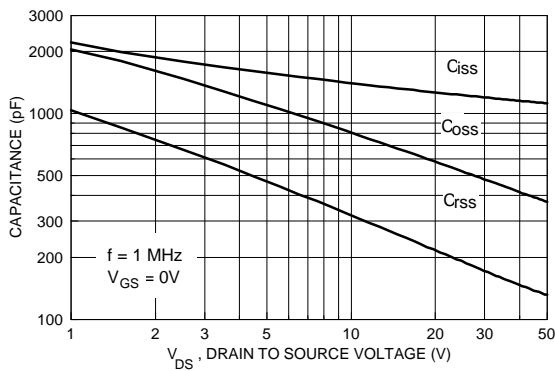 3000
2000
1000
500
300
200
100
CAPACITANCE (pF)
Ciss
Coss
Crss
f = 1 MHz
VGS = 0V
1
2
3
5
10
20
30
50
VDS , DRAIN TO SOURCE VOLTAGE (V)